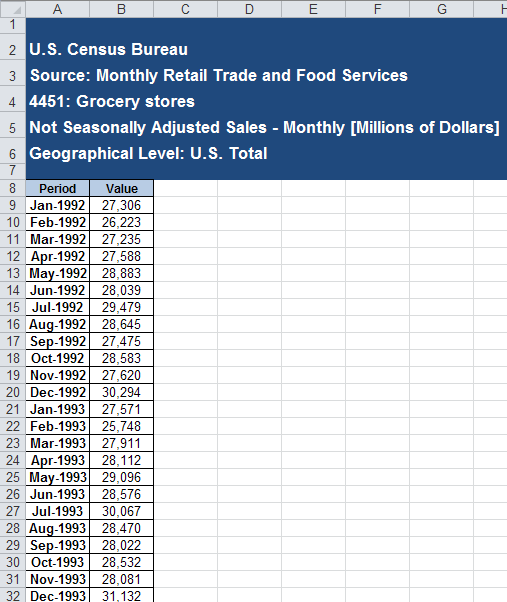 A B C D E F G H
1
2 U.S. Census Bureau
3 Source: Monthly Retail Trade and Food Services
4 4451: Grocery stores
5 Not Seasonally Adjusted Sales - Monthly [Millions of Dollars]
6 Geographical Level: U.S. Total
7
8 Period Value
9 Jan-1992 27,306
10 Feb-1992 26,223
11 Mar-1992 27,235
12 Apr-1992 27,588
13 May-1992 28,883
14 Jun-1992 28,039
15 Jul-1992 29,479
16 Aug-1992 28,645
17 Sep-1992 27,475
18 Oct-1992 28,583
19 Nov-1992 27,620
20 Dec-1992 30,294
21 Jan-1993 27,571
22 Feb-1993 25,748
23 Mar-1993 27,911
24 Apr-1993 28,112
25 May-1993 29,096
26 Jun-1993 28,576
27 Jul-1993 30,067
28 Aug-1993 28,470
29 Sep-1993 28,022
30 Oct-1993 28,532
31 Nov-1993 28,081
32 Dec-1993 31,132